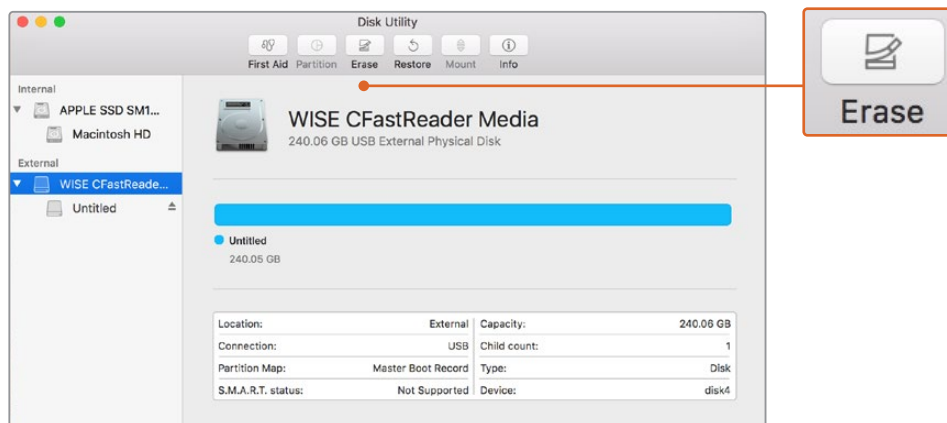 Disk Utility
First Aid Partition Erase Restore Mount Info
Erase
Internal
APPLE SSD SM1...
Macintosh HD
External
WISE CFastReade...
Untitled
WISE CFastReader Media
240.06 GB USB External Physical Disk
Untitled
240.05 GB
Location: External Capacity: 240.06 GB
Connection: USB Child count: 1
Partition Map: Master Boot Record Type: Disk
S.M.A.R.T. status: Not Supported Device: disk4